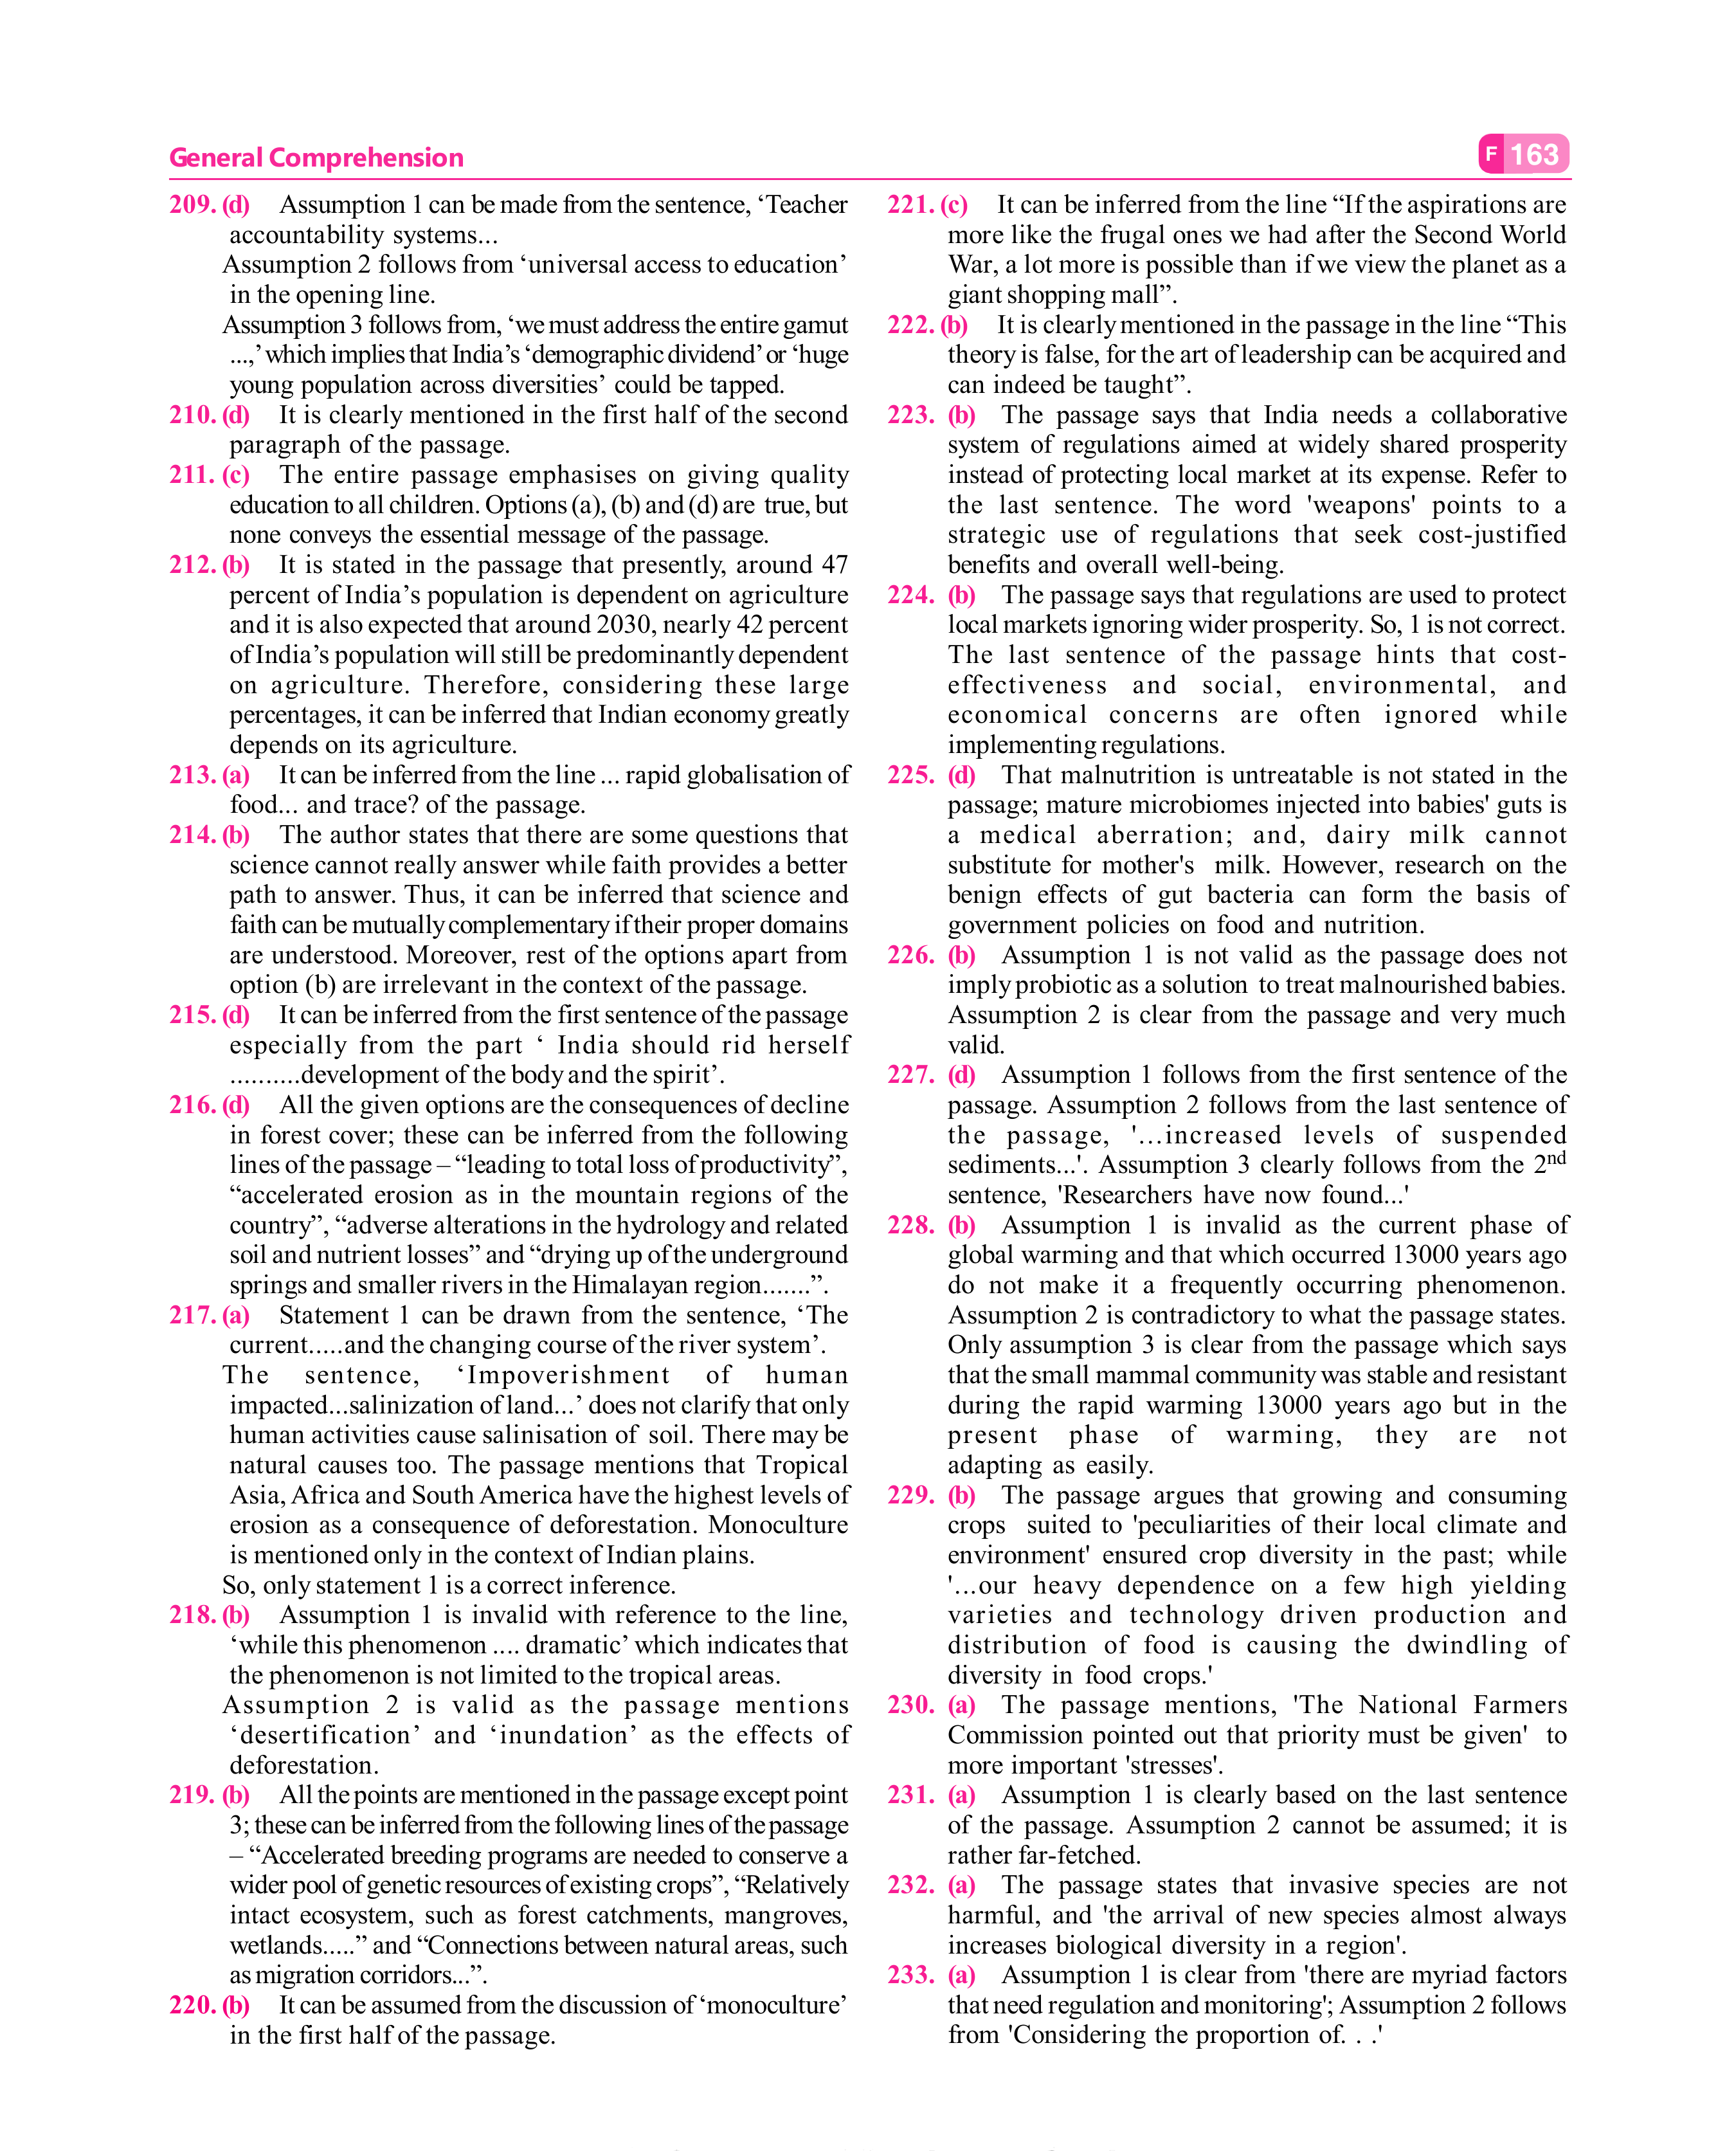 General Comprehension
F 163
209. (d) Assumption 1 can be made from the sentence, ‘Teacher
accountability systems...
Assumption 2 follows from ‘universal access to education’
in the opening line.
Assumption 3 follows from, ‘we must address the entire gamut
...,’ which implies that India’s ‘demographic dividend’ or ‘huge
young population across diversities’ could be tapped.
210. (d) It is clearly mentioned in the first half of the second
paragraph of the passage.
211. (c) The entire passage emphasises on giving quality
education to all children. Options (a), (b) and (d) are true, but
none conveys the essential message of the passage.
212. (b) It is stated in the passage that presently, around 47
percent of India’s population is dependent on agriculture
and it is also expected that around 2030, nearly 42 percent
of India’s population will still be predominantly dependent
on agriculture. Therefore, considering these large
percentages, it can be inferred that Indian economy greatly
depends on its agriculture.
213. (a) It can be inferred from the line ... rapid globalisation of
food... and trace? of the passage.
214. (b) The author states that there are some questions that
science cannot really answer while faith provides a better
path to answer. Thus, it can be inferred that science and
faith can be mutually complementary if their proper domains
are understood. Moreover, rest of the options apart from
option (b) are irrelevant in the context of the passage.
215. (d) It can be inferred from the first sentence of the passage
especially from the part ‘ India should rid herself
..........development of the body and the spirit’.
216. (d) All the given options are the consequences of decline
in forest cover; these can be inferred from the following
lines of the passage – “leading to total loss of productivity”,
“accelerated erosion as in the mountain regions of the
country”, “adverse alterations in the hydrology and related
soil and nutrient losses” and “drying up of the underground
springs and smaller rivers in the Himalayan region.......”.
217. (a) Statement 1 can be drawn from the sentence, ‘The
current.....and the changing course of the river system’.
The sentence, ‘Impoverishment of human
impacted...salinization of land...’ does not clarify that only
human activities cause salinisation of soil. There may be
natural causes too. The passage mentions that Tropical
Asia, Africa and South America have the highest levels of
erosion as a consequence of deforestation. Monoculture
is mentioned only in the context of Indian plains.
So, only statement 1 is a correct inference.
218. (b) Assumption 1 is invalid with reference to the line,
‘while this phenomenon .... dramatic’ which indicates that
the phenomenon is not limited to the tropical areas.
Assumption 2 is valid as the passage mentions
‘desertification’ and ‘inundation’ as the effects of
deforestation.
219. (b) All the points are mentioned in the passage except point
3; these can be inferred from the following lines of the passage
– “Accelerated breeding programs are needed to conserve a
wider pool of genetic resources of existing crops”, “Relatively
intact ecosystem, such as forest catchments, mangroves,
wetlands.....” and “Connections between natural areas, such
as migration corridors...”.
220. (b) It can be assumed from the discussion of ‘monoculture’
in the first half of the passage.
221. (c) It can be inferred from the line “If the aspirations are
more like the frugal ones we had after the Second World
War, a lot more is possible than if we view the planet as a
giant shopping mall”.
222. (b) It is clearly mentioned in the passage in the line “This
theory is false, for the art of leadership can be acquired and
can indeed be taught”.
223. (b) The passage says that India needs a collaborative
system of regulations aimed at widely shared prosperity
instead of protecting local market at its expense. Refer to
the last sentence. The word 'weapons' points to a
strategic use of regulations that seek cost-justified
benefits and overall well-being.
224. (b) The passage says that regulations are used to protect
local markets ignoring wider prosperity. So, 1 is not correct.
The last sentence of the passage hints that cost-
effectiveness and social, environmental, and
economical concerns are often ignored while
implementing regulations.
225. (d) That malnutrition is untreatable is not stated in the
passage; mature microbiomes injected into babies' guts is
a medical aberration; and, dairy milk cannot
substitute for mother's milk. However, research on the
benign effects of gut bacteria can form the basis of
government policies on food and nutrition.
226. (b) Assumption 1 is not valid as the passage does not
imply probiotic as a solution to treat malnourished babies.
Assumption 2 is clear from the passage and very much
valid.
227. (d) Assumption 1 follows from the first sentence of the
passage. Assumption 2 follows from the last sentence of
the passage, '...increased levels of suspended
sediments...'. Assumption 3 clearly follows from the 2nd
sentence, 'Researchers have now found...'
228. (b) Assumption 1 is invalid as the current phase of
global warming and that which occurred 13000 years ago
do not make it a frequently occurring phenomenon.
Assumption 2 is contradictory to what the passage states.
Only assumption 3 is clear from the passage which says
that the small mammal community was stable and resistant
during the rapid warming 13000 years ago but in the
present phase of warming, they are not
adapting as easily.
229. (b) The passage argues that growing and consuming
crops suited to 'peculiarities of their local climate and
environment' ensured crop diversity in the past; while
'...our heavy dependence on a few high yielding
varieties and technology driven production and
distribution of food is causing the dwindling of
diversity in food crops.'
230. (a) The passage mentions, 'The National Farmers
Commission pointed out that priority must be given' to
more important 'stresses'.
231. (a) Assumption 1 is clearly based on the last sentence
of the passage. Assumption 2 cannot be assumed; it is
rather far-fetched.
232. (a) The passage states that invasive species are not
harmful, and 'the arrival of new species almost always
increases biological diversity in a region'.
233. (a) Assumption 1 is clear from 'there are myriad factors
that need regulation and monitoring'; Assumption 2 follows
from 'Considering the proportion of. . .'